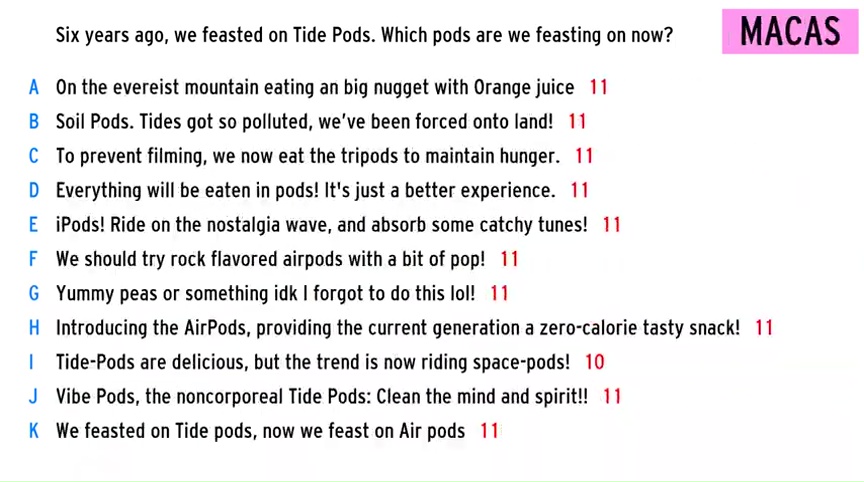 Six years ago, we feasted on Tide Pods. Which pods are we feasting on now?
MACAS
A On the evereist mountain eating an big nugget with Orange juice 11
B Soil Pods. Tides got so polluted, we've been forced onto land! 11
C To prevent filming, we now eat the tripods to maintain hunger. 11
D Everything will be eaten in pods! It's just a better experience. 11
E iPods! Ride on the nostalgia wave, and absorb some catchy tunes! 11
F We should try rock flavored airpods with a bit of pop! 11
G Yummy peas or something idk I forgot to do this lol! 11
H Introducing the AirPods, providing the current generation a zero-calorie tasty snack! 11
I Tide-Pods are delicious, but the trend is now riding space-pods! 10
J Vibe Pods, the noncorporeal Tide Pods: Clean the mind and spirit!! 11
K We feasted on Tide pods, now we feast on Air pods 11